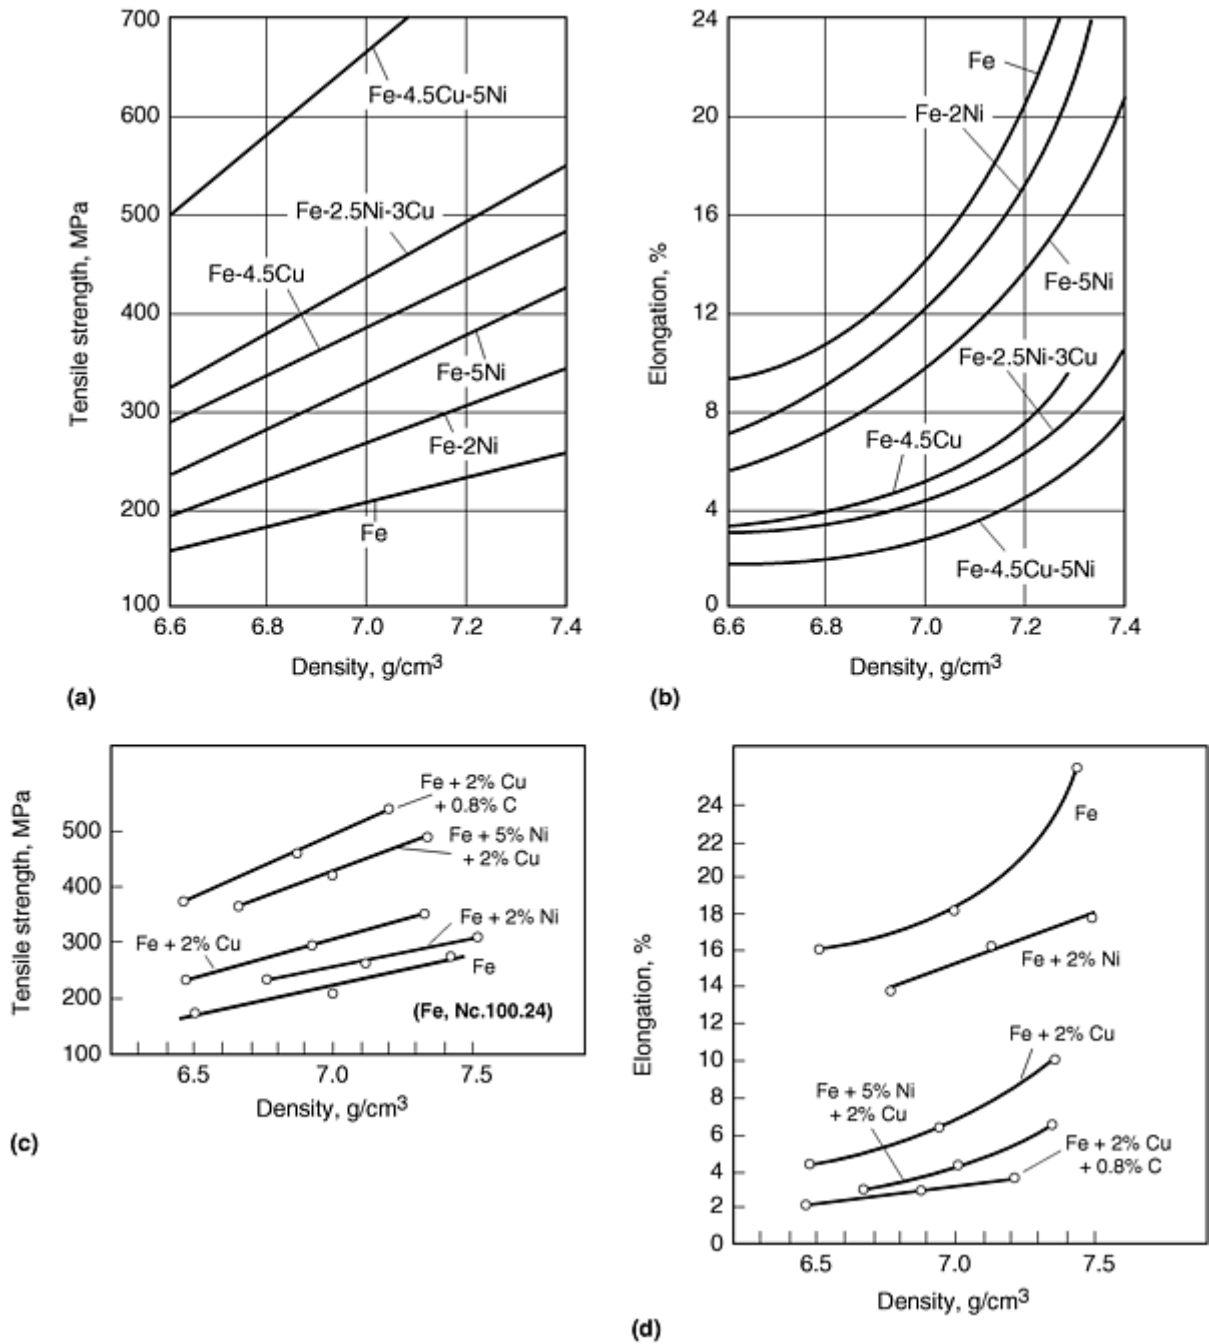 700
600
500
400
300
200
100
Tensile strength, MPa
Fe-4.5Cu-5Ni
Fe-2.5Ni-3Cu
Fe-4.5Cu
Fe-5Ni
Fe-2Ni
Fe
6.6 6.8 7.0 7.2 7.4
Density, g/cm³
(a)
24
20
16
12
8
4
0
Elongation, %
Fe
Fe-2Ni
Fe-5Ni
Fe-2.5Ni-3Cu
Fe-4.5Cu
Fe-4.5Cu-5Ni
6.6 6.8 7.0 7.2 7.4
Density, g/cm³
(b)
500
400
300
200
100
Tensile strength, MPa
Fe + 2% Cu
+ 0.8% C
Fe + 5% Ni
+ 2% Cu
Fe + 2% Cu
Fe + 2% Ni
Fe
(Fe, Nc.100.24)
6.5 7.0 7.5
Density, g/cm³
(c)
24
22
20
18
16
14
12
10
8
6
4
2
0
Elongation, %
Fe
Fe + 2% Ni
Fe + 2% Cu
Fe + 5% Ni
+ 2% Cu
Fe + 2% Cu
+ 0.8% C
6.5 7.0 7.5
Density, g/cm³
(d)